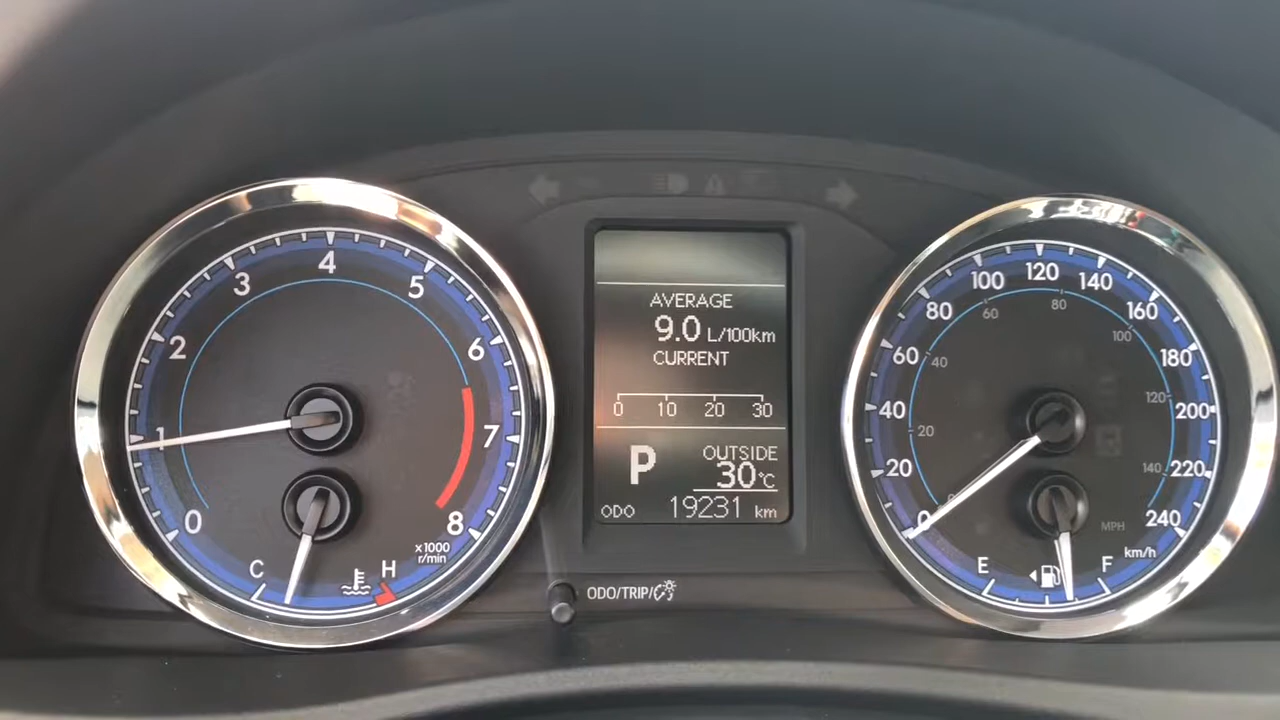 0
1
2
3
4
5
6
7
8
x1000
r/min
C
H
AVERAGE
9.0 L/100km
CURRENT
0 10 20 30
P
OUTSIDE
30°C
ODO 19231 km
ODO/TRIP/
0
20
40
60
80
100
120
140
160
180
200
220
240
km/h
20
40
60
80
100
120
140
MPH
E
F